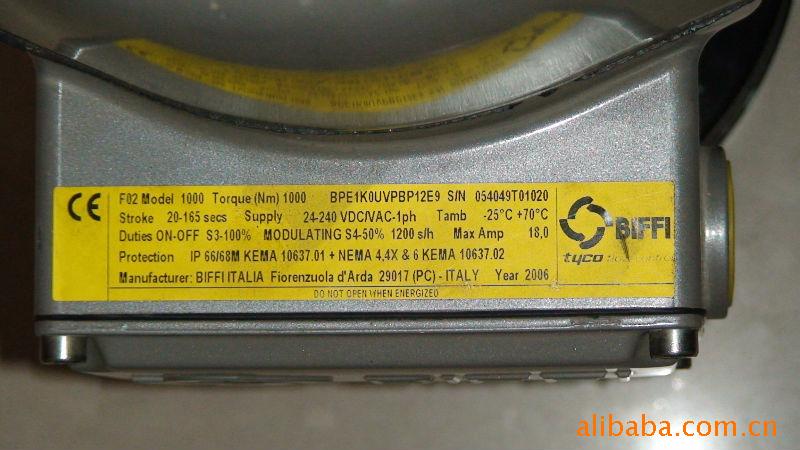 CE F02 Model 1000 Torque (Nm) 1000 BPE1K0UVPBP12E9 S/N 054049T01020
Stroke 20-165 secs Supply 24-240 VDC/VAC-1ph Tamb -25°C +70°C
Duties ON-OFF S3-100% MODULATING S4-50% 1200 s/h Max Amp 18,0
Protection IP 66/68M KEMA 10637.01 + NEMA 4,4X & 6 KEMA 10637.02
Manufacturer: BIFFI ITALIA Fiorenzuola d'Arda 29017 (PC) - ITALY Year 2006
DO NOT OPEN WHEN ENERGIZED
BIFFI
tyco flow control
alibaba.com.cn